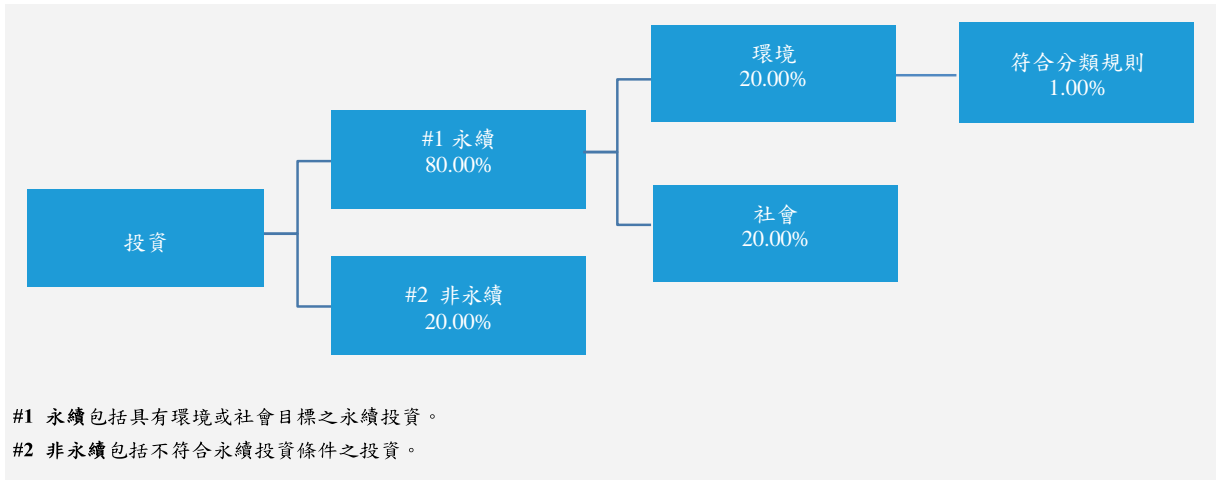 投資
#1 永續
80.00%
#2 非永續
20.00%
環境
20.00%
社會
20.00%
符合分類規則
1.00%
#1 永續包括具有環境或社會目標之永續投資。
#2 非永續包括不符合永續投資條件之投資。